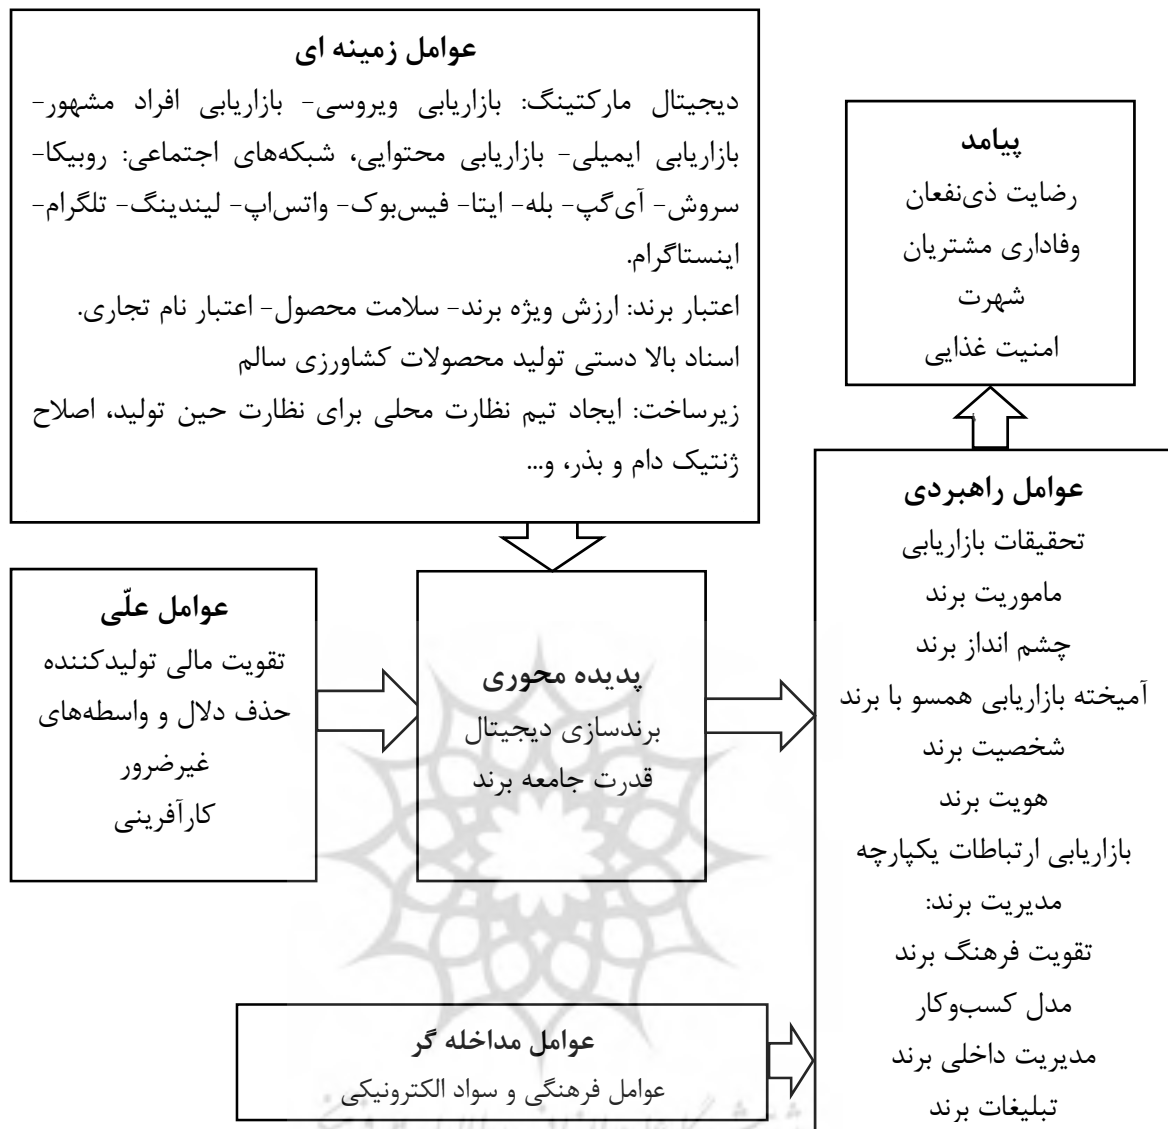 عوامل زمینه ای
دیجیتال مارکتینگ: بازاریابی ویروسی- بازاریابی افراد مشهور-
بازاریابی ایمیلی- بازاریابی محتوایی، شبکه‌های اجتماعی: روبیکا-
سروش- آی‌گپ- بله- ایتا- فیس‌بوک- واتس‌اپ- لیندینگ- تلگرام-
اینستاگرام.
اعتبار برند: ارزش ویژه برند- سلامت محصول- اعتبار نام تجاری.
اسناد بالا دستی تولید محصولات کشاورزی سالم
زیرساخت: ایجاد تیم نظارت محلی برای نظارت حین تولید، اصلاح
ژنتیک دام و بذر، و...
پیامد
رضایت ذی‌نفعان
وفاداری مشتریان
شهرت
امنیت غذایی
عوامل علّی
تقویت مالی تولیدکننده
حذف دلال و واسطه‌های
غیرضرور
کارآفرینی
پدیده محوری
برندسازی دیجیتال
قدرت جامعه برند
عوامل راهبردی
تحقیقات بازاریابی
ماموریت برند
چشم انداز برند
آمیخته بازاریابی همسو با برند
شخصیت برند
هویت برند
بازاریابی ارتباطات یکپارچه
مدیریت برند:
تقویت فرهنگ برند
مدل کسب‌وکار
مدیریت داخلی برند
تبلیغات برند
عوامل مداخله گر
عوامل فرهنگی و سواد الکترونیکی